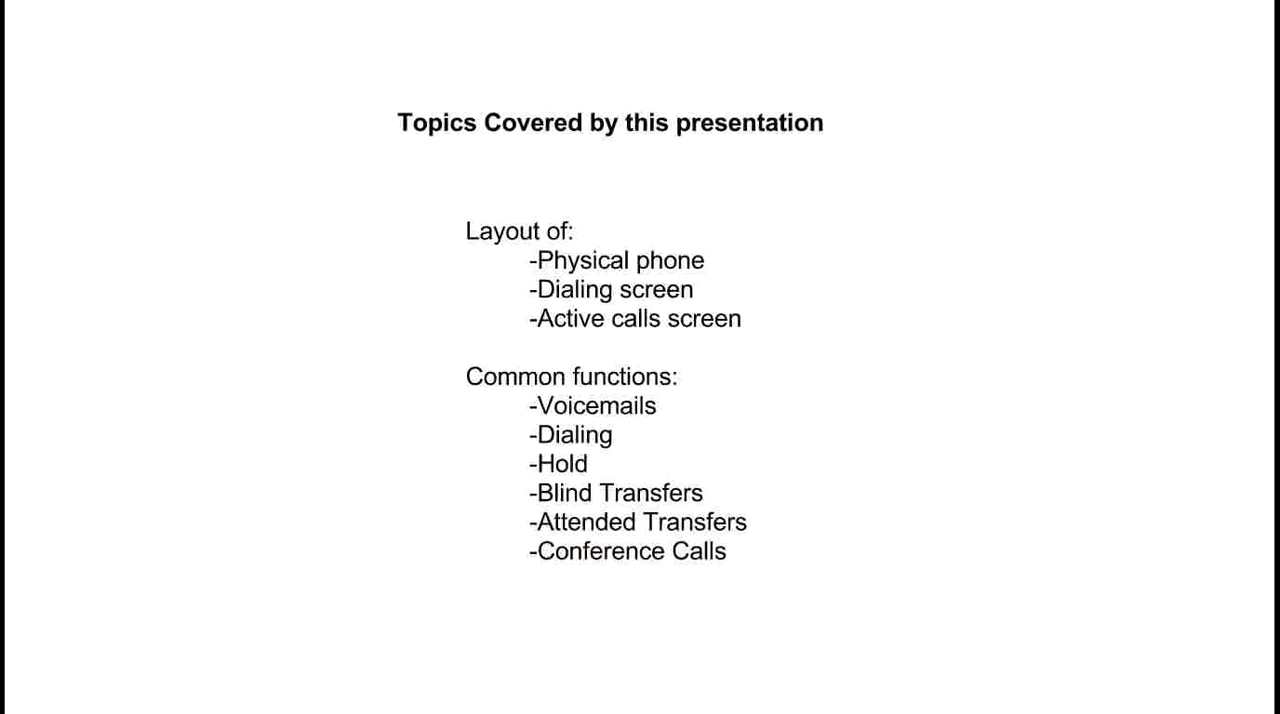 Topics Covered by this presentation
Layout of:
-Physical phone
-Dialing screen
-Active calls screen
Common functions:
-Voicemails
-Dialing
-Hold
-Blind Transfers
-Attended Transfers
-Conference Calls